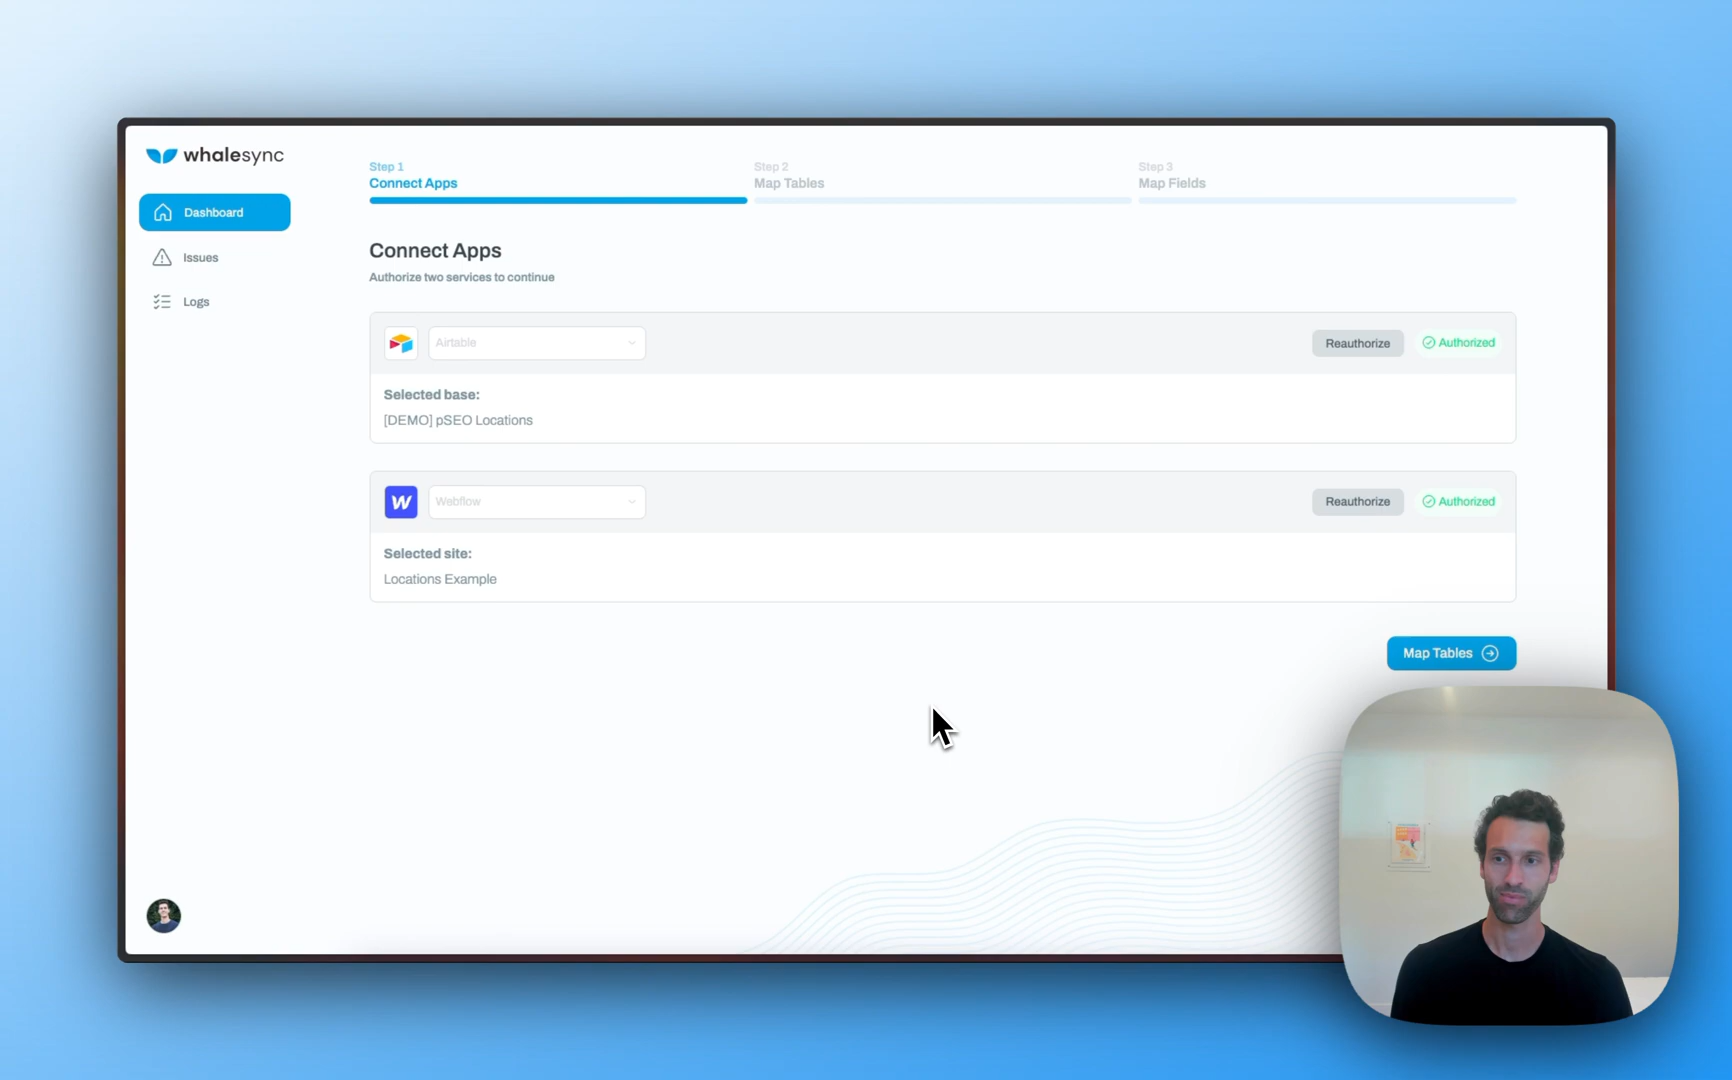 whalesync
Dashboard
Issues
Logs
Step 1
Connect Apps
Step 2
Map Tables
Step 3
Map Fields
Connect Apps
Authorize two services to continue
Airtable
Reauthorize
Authorized
Selected base:
[DEMO] pSEO Locations
W
Webflow
Reauthorize
Authorized
Selected site:
Locations Example
Map Tables